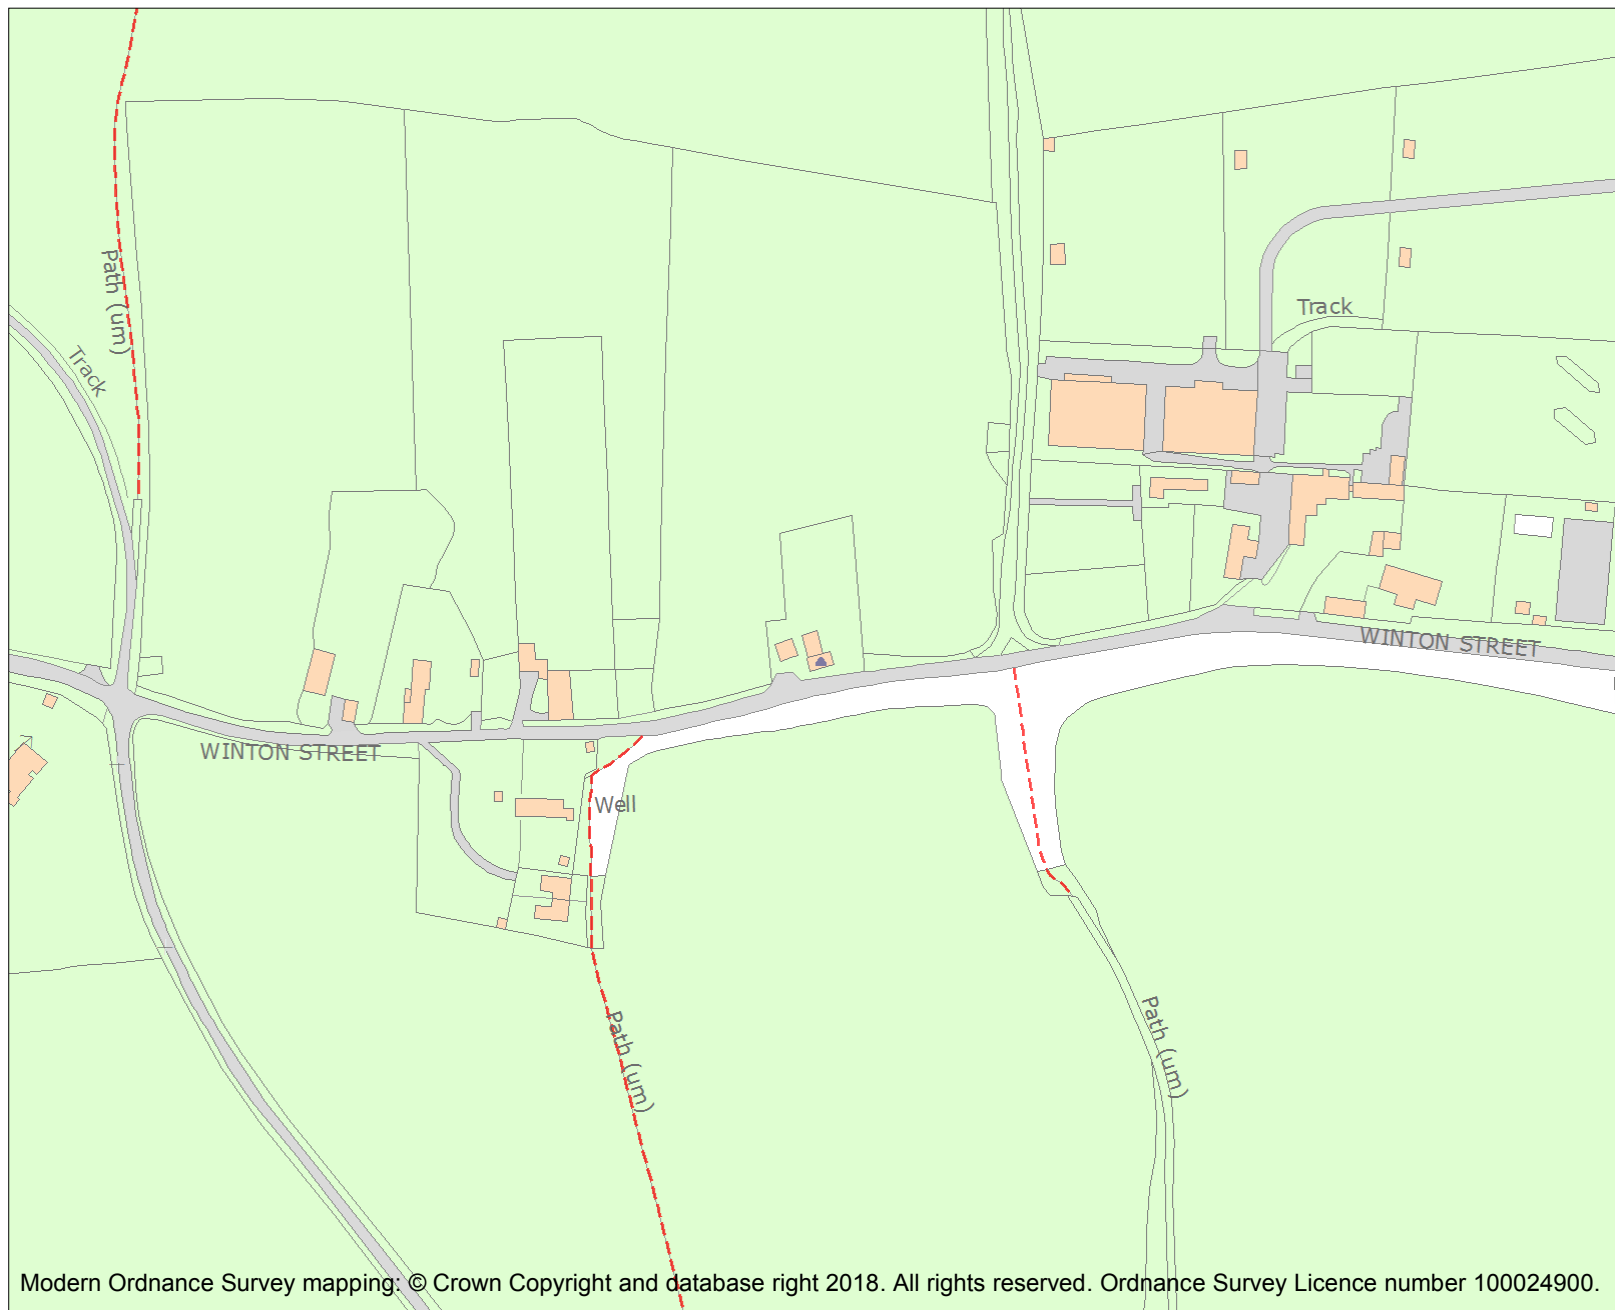 Path (um)
Track
Track
WINTON STREET
WINTON STREET
Well
Path (um)
Path (um)
Modern Ordnance Survey mapping: © Crown Copyright and database right 2018. All rights reserved. Ordnance Survey Licence number 100024900.